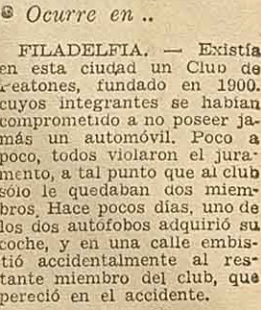 Ocurre en ..
FILADELFIA. — Existía
en esta ciudad un Club de
Peatones, fundado en 1900.
cuyos integrantes se habían
comprometido a no poseer ja-
más un automóvil. Poco a
poco, todos violaron el jura-
mento, a tal punto que al club
sólo le quedaban dos miem-
bros. Hace pocos días, uno de
los dos autófobos adquirió su
coche, y en una calle embis-
tió accidentalmente al res-
tante miembro del club, que
pereció en el accidente.